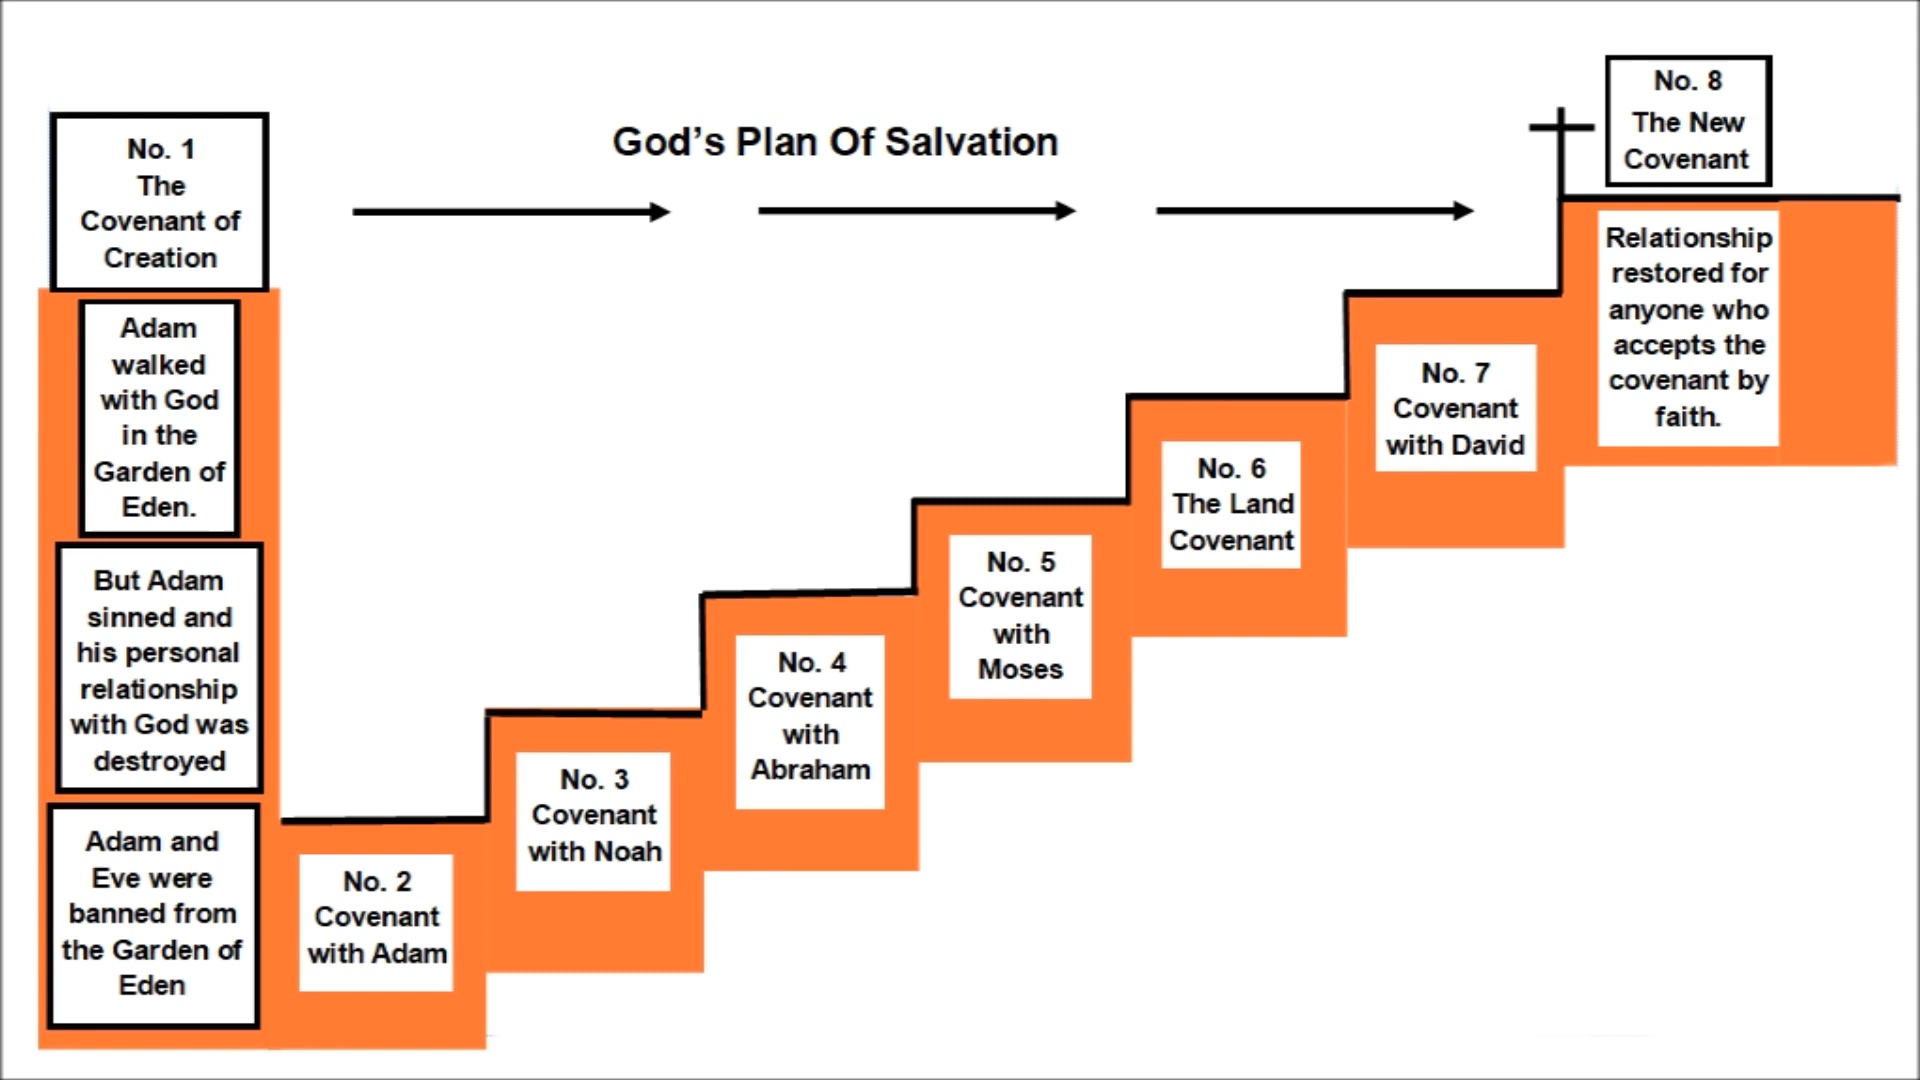 God's Plan Of Salvation
No. 1
The
Covenant of
Creation
Adam
walked
with God
in the
Garden of
Eden.
But Adam
sinned and
his personal
relationship
with God was
destroyed
Adam and
Eve were
banned from
the Garden of
Eden
No. 2
Covenant
with Adam
No. 3
Covenant
with Noah
No. 4
Covenant
with
Abraham
No. 5
Covenant
with
Moses
No. 6
The Land
Covenant
No. 7
Covenant
with David
No. 8
The New
Covenant
Relationship
restored for
anyone who
accepts the
covenant by
faith.